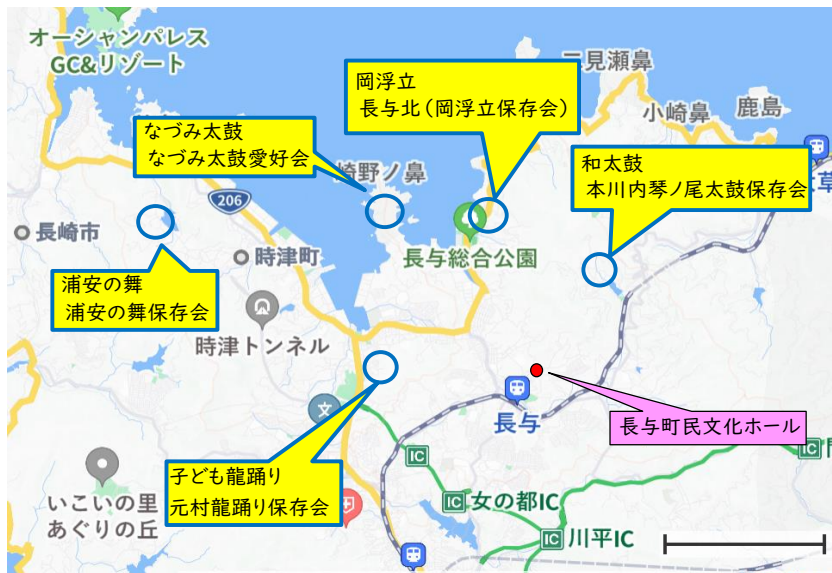 オーシャンパレス
GC&リゾート
岡浮立
長与北(岡浮立保存会)
二見瀬鼻
小崎鼻
鹿島
なづみ太鼓
なづみ太鼓愛好会
崎野ノ鼻
和太鼓
本川内琴ノ尾太鼓保存会
206
長崎市
時津町
長与総合公園
浦安の舞
浦安の舞保存会
時津トンネル
文
長与
長与町民文化ホール
子ども龍踊り
元村龍踊り保存会
いこいの里
あぐりの丘
IC
IC 女の都IC
IC 川平IC
IC